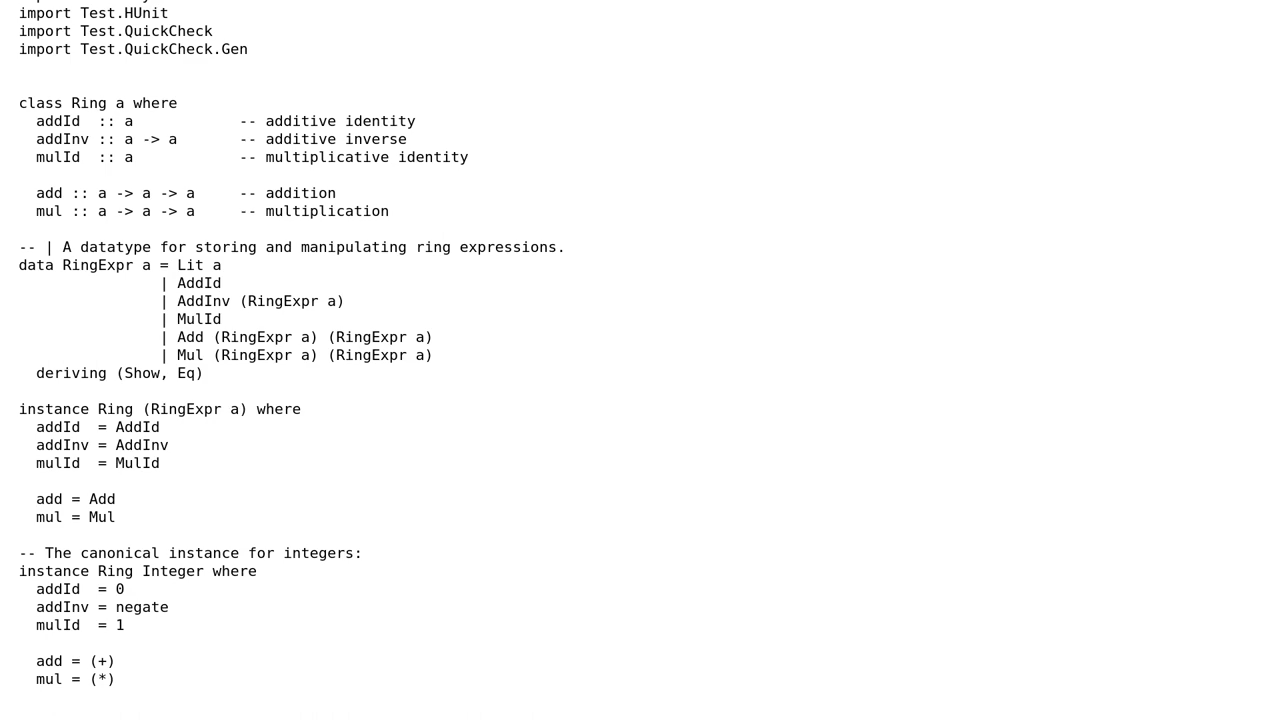 import Test.HUnit
import Test.QuickCheck
import Test.QuickCheck.Gen
class Ring a where
  addId  :: a            -- additive identity
  addInv :: a -> a       -- additive inverse
  mulId  :: a            -- multiplicative identity
  add :: a -> a -> a     -- addition
  mul :: a -> a -> a     -- multiplication
-- | A datatype for storing and manipulating ring expressions.
data RingExpr a = Lit a
                | AddId
                | AddInv (RingExpr a)
                | MulId
                | Add (RingExpr a) (RingExpr a)
                | Mul (RingExpr a) (RingExpr a)
  deriving (Show, Eq)
instance Ring (RingExpr a) where
  addId  = AddId
  addInv = AddInv
  mulId  = MulId
  add = Add
  mul = Mul
-- The canonical instance for integers:
instance Ring Integer where
  addId  = 0
  addInv = negate
  mulId  = 1
  add = (+)
  mul = (*)